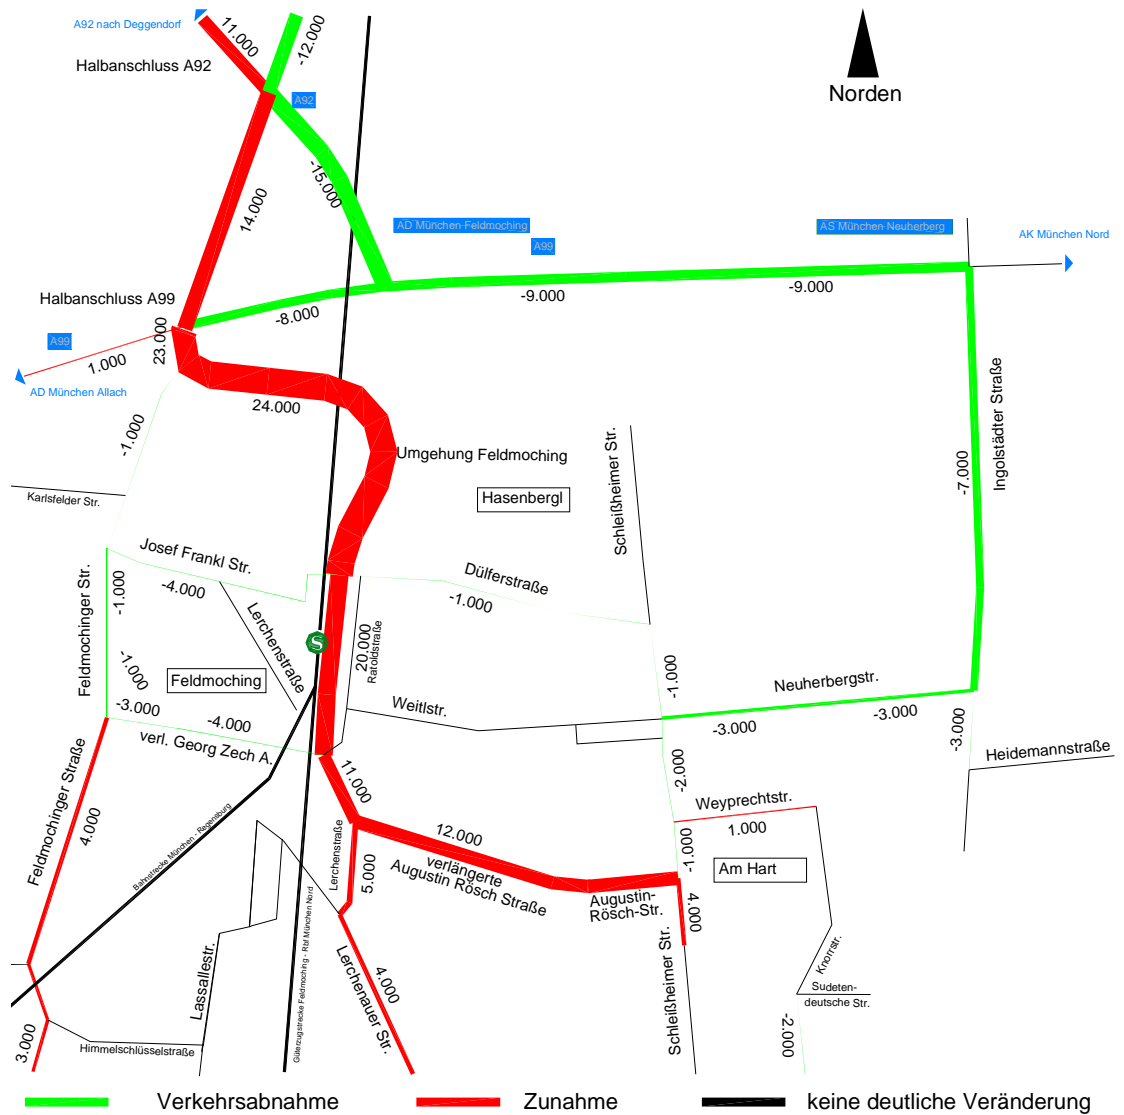 A92 nach Deggendorf
11.000
-12.000
Halbanschluss A92
Norden
A92
-15.000
14.000
AD München-Feldmoching
AS München-Neuherberg
A99
AK München Nord
-9.000
-9.000
Halbanschluss A99
-8.000
23.000
A99
1.000
AD München Allach
24.000
-1.000
Umgehung Feldmoching
Schleißheimer Str.
Ingolstädter Straße
-7.000
Hasenbergl
Karlsfelder Str.
Josef Frankl Str.
-4.000
Dülferstraße
-1.000
Feldmochinger Str.
-1.000
Lerchenstraße
S
20.000
Ratoldstraße
-1.000
Feldmoching
-1.000
Neuherbergstr.
-3.000
-4.000
Weitlstr.
-3.000
-3.000
-3.000
verl. Georg Zech A.
Heidemannstraße
-2.000
Feldmochinger Straße
4.000
11.000
Weyprechtstr.
1.000
Bahnstrecke München - Regensburg
12.000
Lerchenstraße
5.000
verlängerte
Augustin Rösch Straße
-1.000
Am Hart
Augustin-
Rösch-Str.
4.000
Güterzugstrecke Feldmoching - Rbf München Nord
Lassallestr.
Lerchenauer Str.
4.000
Schleißheimer Str.
Knorrstr.
Sudeten-
deutsche Str.
-2.000
3.000
Himmelschlüsselstraße
Verkehrsabnahme
Zunahme
keine deutliche Veränderung